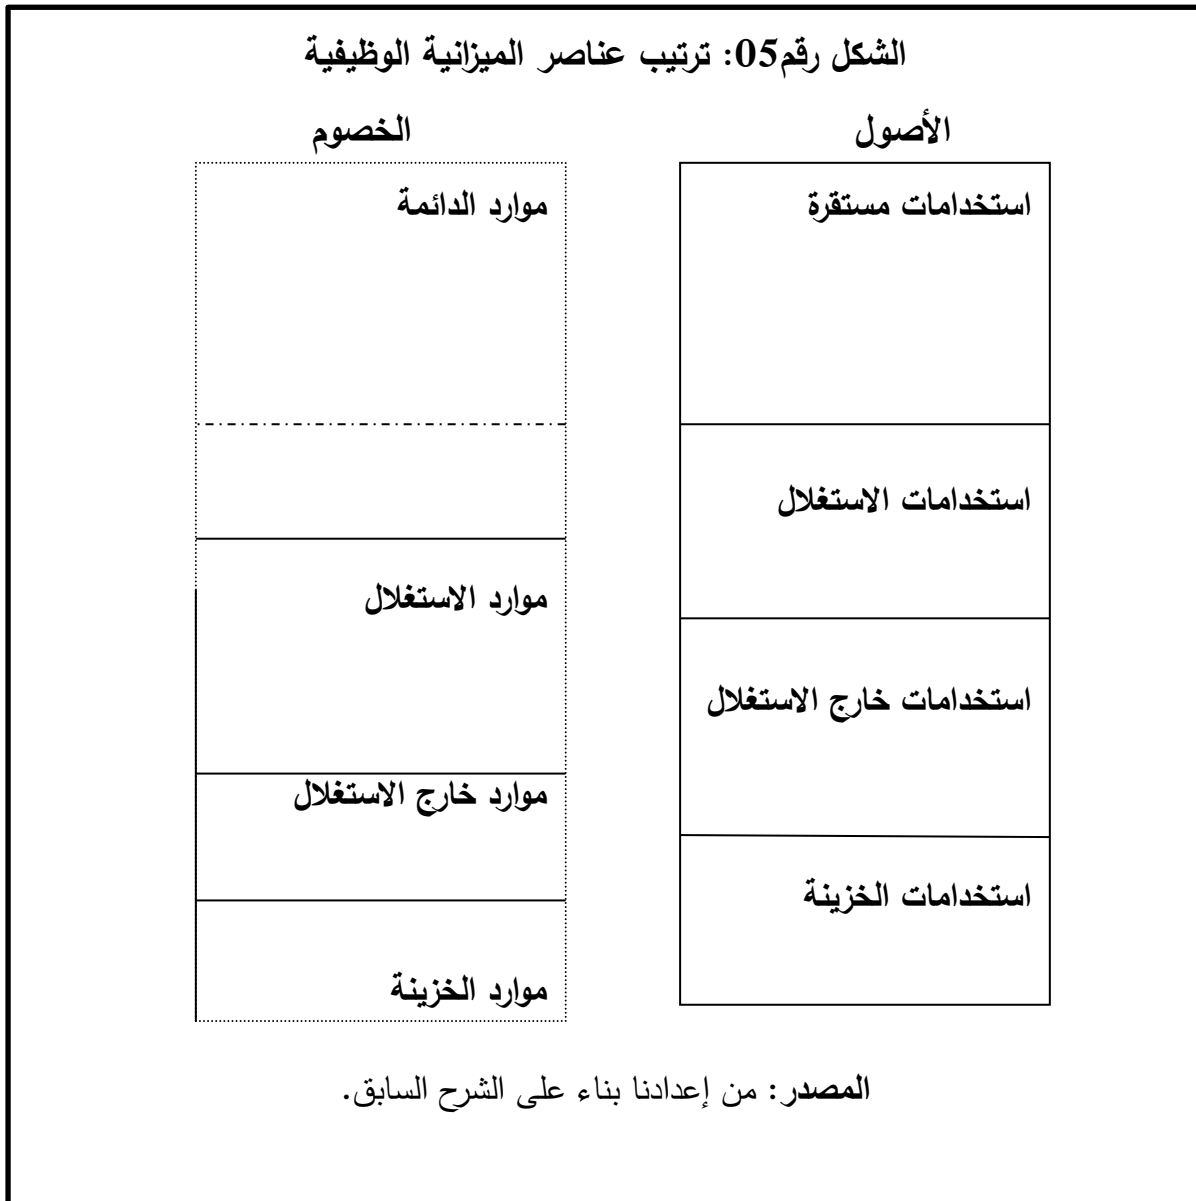 الشكل رقم05: ترتيب عناصر الميزانية الوظيفية
الأصول
الخصوم
استخدامات مستقرة
استخدامات الاستغلال
استخدامات خارج الاستغلال
استخدامات الخزينة
موارد الدائمة
موارد الاستغلال
موارد خارج الاستغلال
موارد الخزينة
المصدر: من إعدادنا بناء على الشرح السابق.